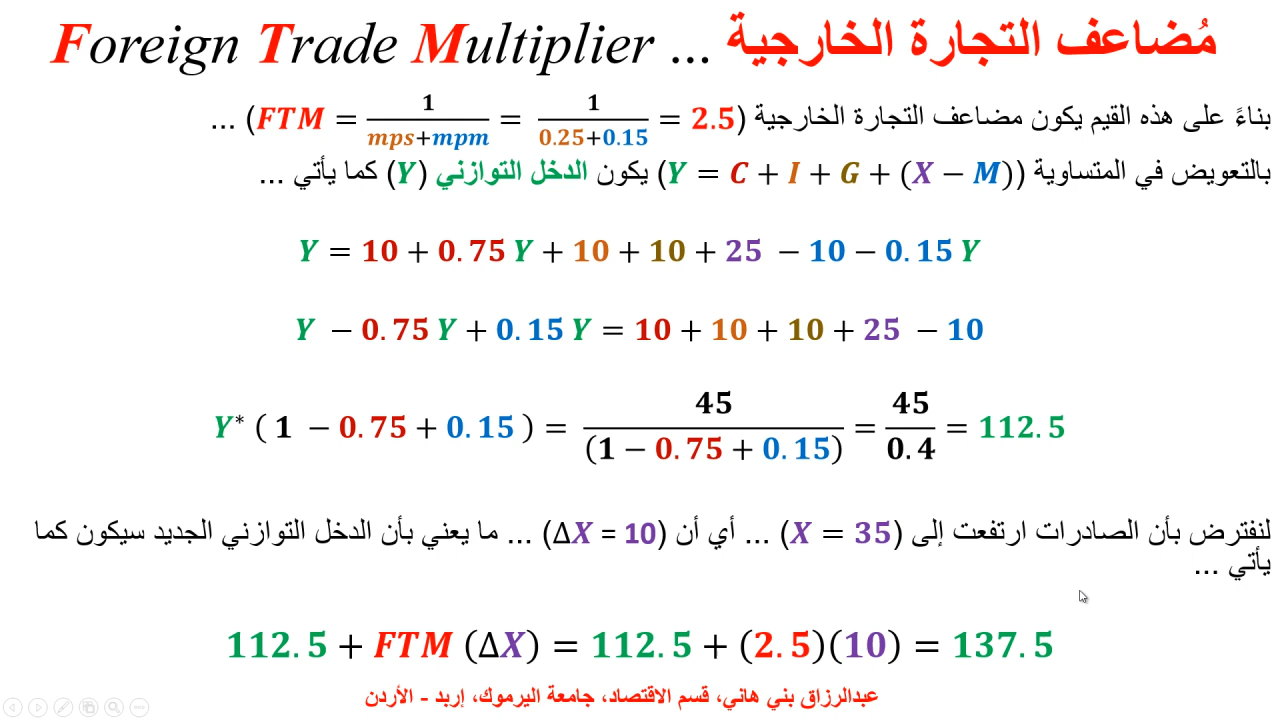 مُضاعف التجارة الخارجية ... Foreign Trade Multiplier
بناءً على هذه القيم يكون مضاعف التجارة الخارجية (FTM = 1/(mps+mpm) = 1/(0.25+0.15) = 2.5) ...
بالتعويض في المتساوية (Y = C + I + G + (X − M)) يكون الدخل التوازني (Y) كما يأتي ...
Y = 10 + 0.75 Y + 10 + 10 + 25 − 10 − 0.15 Y
Y − 0.75 Y + 0.15 Y = 10 + 10 + 10 + 25 − 10
Y* ( 1 − 0.75 + 0.15 ) = 45/(1 − 0.75 + 0.15) = 45/0.4 = 112.5
لنفترض بأن الصادرات ارتفعت إلى (X = 35) ... أي أن (ΔX = 10) ... ما يعني بأن الدخل التوازني الجديد سيكون كما
يأتي ...
112.5 + FTM (ΔX) = 112.5 + (2.5)(10) = 137.5
عبدالرزاق بني هاني، قسم الاقتصاد، جامعة اليرموك، إربد - الأردن